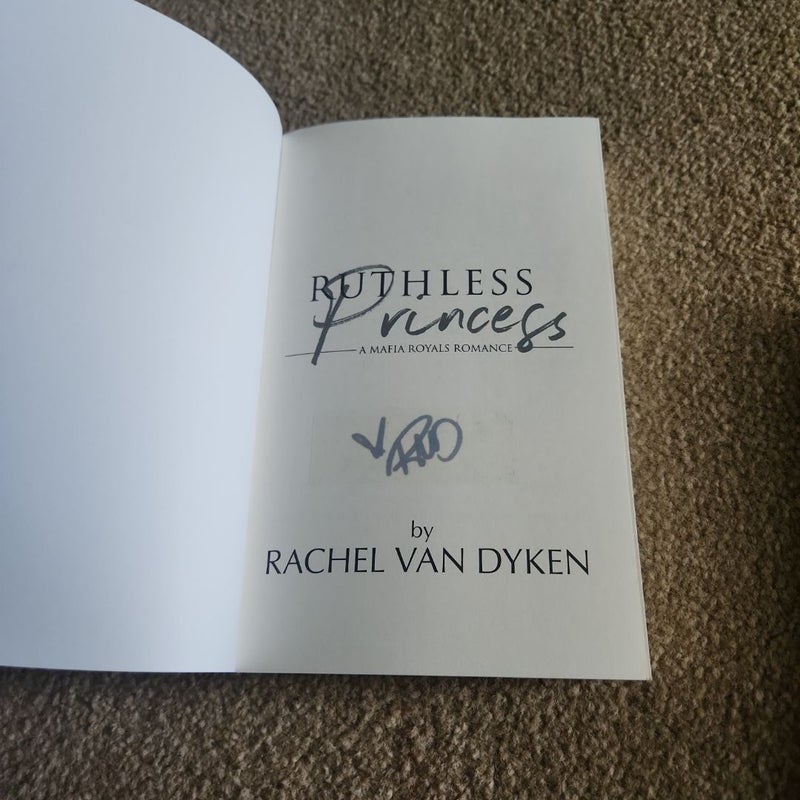 RUTHLESS
Princess
A MAFIA ROYALS ROMANCE
by
RACHEL VAN DYKEN